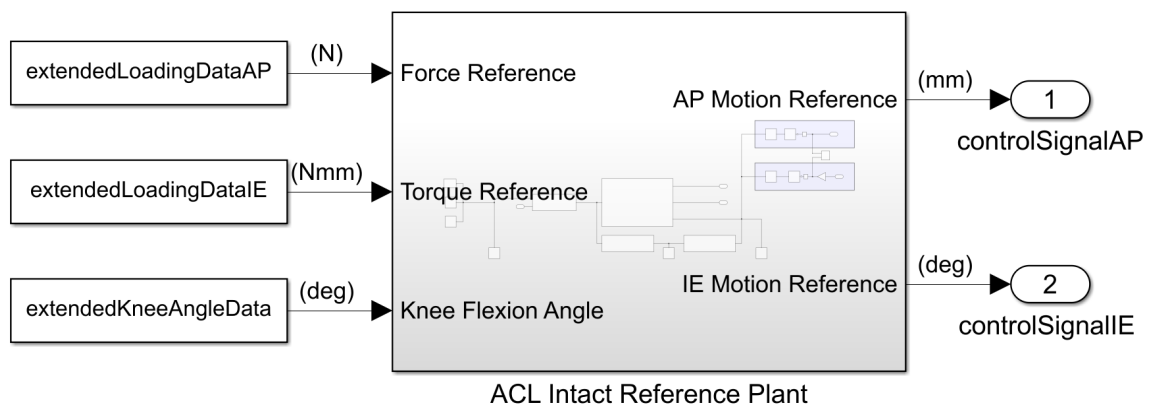 extendedLoadingDataAP
(N)
Force Reference
AP Motion Reference
(mm)
1
controlSignalAP
extendedLoadingDataIE
(Nmm)
Torque Reference
extendedKneeAngleData
(deg)
Knee Flexion Angle
IE Motion Reference
(deg)
2
controlSignalIE
ACL Intact Reference Plant